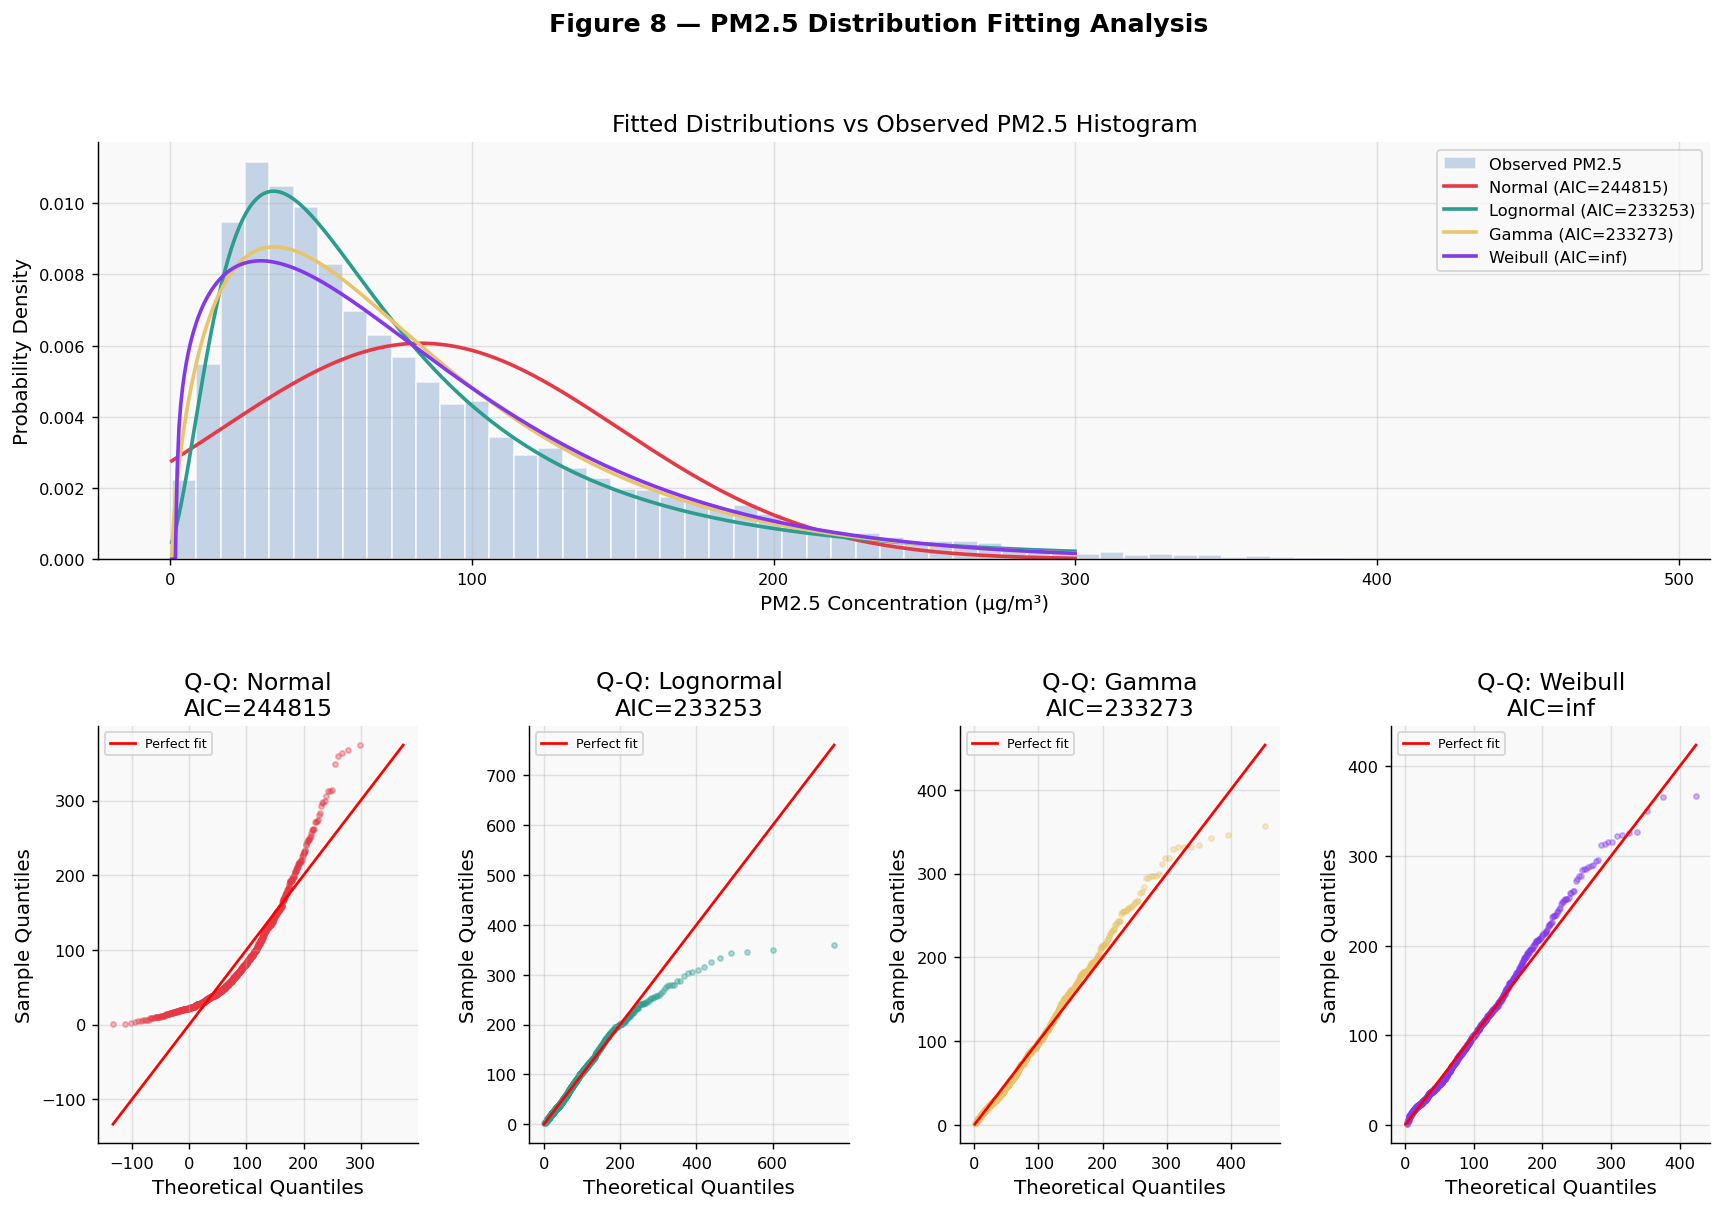 Figure 8 — PM2.5 Distribution Fitting Analysis
Fitted Distributions vs Observed PM2.5 Histogram
Probability Density
0.010
0.008
0.006
0.004
0.002
0.000
Observed PM2.5
Normal (AIC=244815)
Lognormal (AIC=233253)
Gamma (AIC=233273)
Weibull (AIC=inf)
0 100 200 300 400 500
PM2.5 Concentration (µg/m³)
Q-Q: Normal
AIC=244815
Perfect fit
Sample Quantiles
300
200
100
0
−100
−100 0 100 200 300
Theoretical Quantiles
Q-Q: Lognormal
AIC=233253
Perfect fit
Sample Quantiles
700
600
500
400
300
200
100
0
0 200 400 600
Theoretical Quantiles
Q-Q: Gamma
AIC=233273
Perfect fit
Sample Quantiles
400
300
200
100
0
0 100 200 300 400
Theoretical Quantiles
Q-Q: Weibull
AIC=inf
Perfect fit
Sample Quantiles
400
300
200
100
0
0 100 200 300 400
Theoretical Quantiles